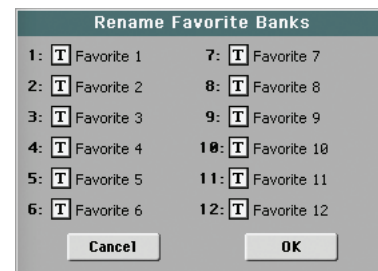 Rename Favorite Banks
1: T Favorite 1
2: T Favorite 2
3: T Favorite 3
4: T Favorite 4
5: T Favorite 5
6: T Favorite 6
7: T Favorite 7
8: T Favorite 8
9: T Favorite 9
10: T Favorite 10
11: T Favorite 11
12: T Favorite 12
Cancel
OK